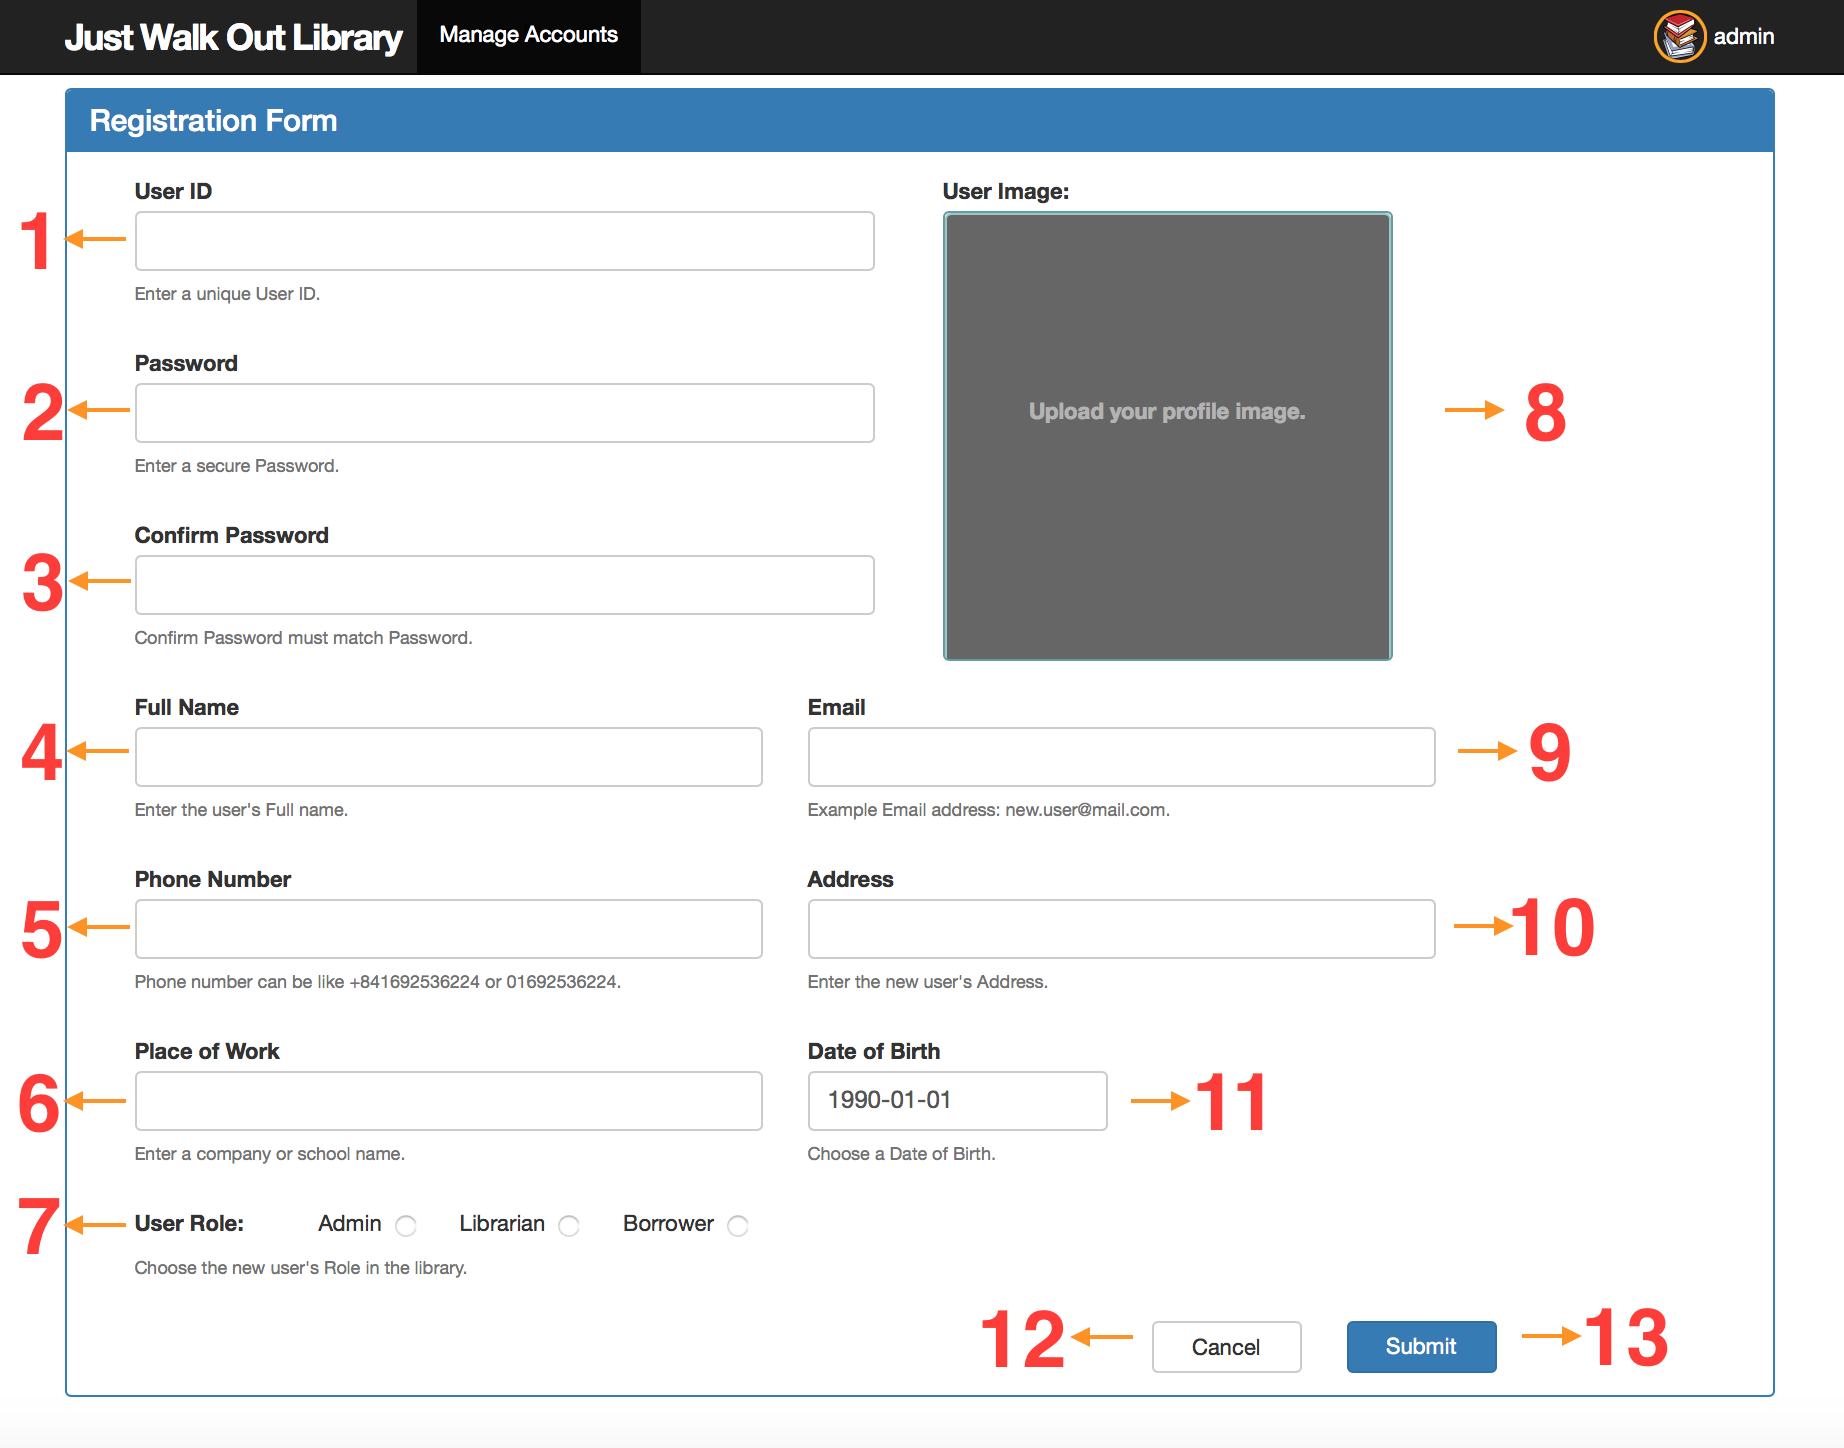 Just Walk Out Library
Manage Accounts
admin
Registration Form
User ID
User Image:
1
Enter a unique User ID.
Password
2
Upload your profile image.
8
Enter a secure Password.
Confirm Password
3
Confirm Password must match Password.
Full Name
Email
4
9
Enter the user's Full name.
Example Email address: new.user@mail.com.
Phone Number
Address
5
10
Phone number can be like +841692536224 or 01692536224.
Enter the new user's Address.
Place of Work
Date of Birth
6
1990-01-01
11
Enter a company or school name.
Choose a Date of Birth.
7
User Role: Admin Librarian Borrower
Choose the new user's Role in the library.
12
Cancel
Submit
13